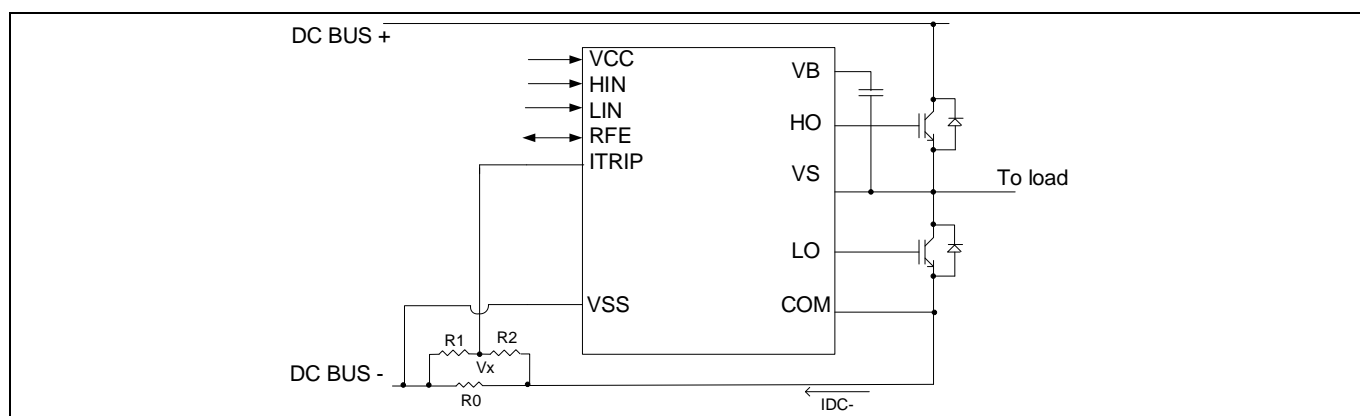 DC BUS +
VCC
HIN
LIN
RFE
ITRIP
VSS
VB
HO
VS
LO
COM
To load
R1
R2
Vx
DC BUS -
R0
IDC-